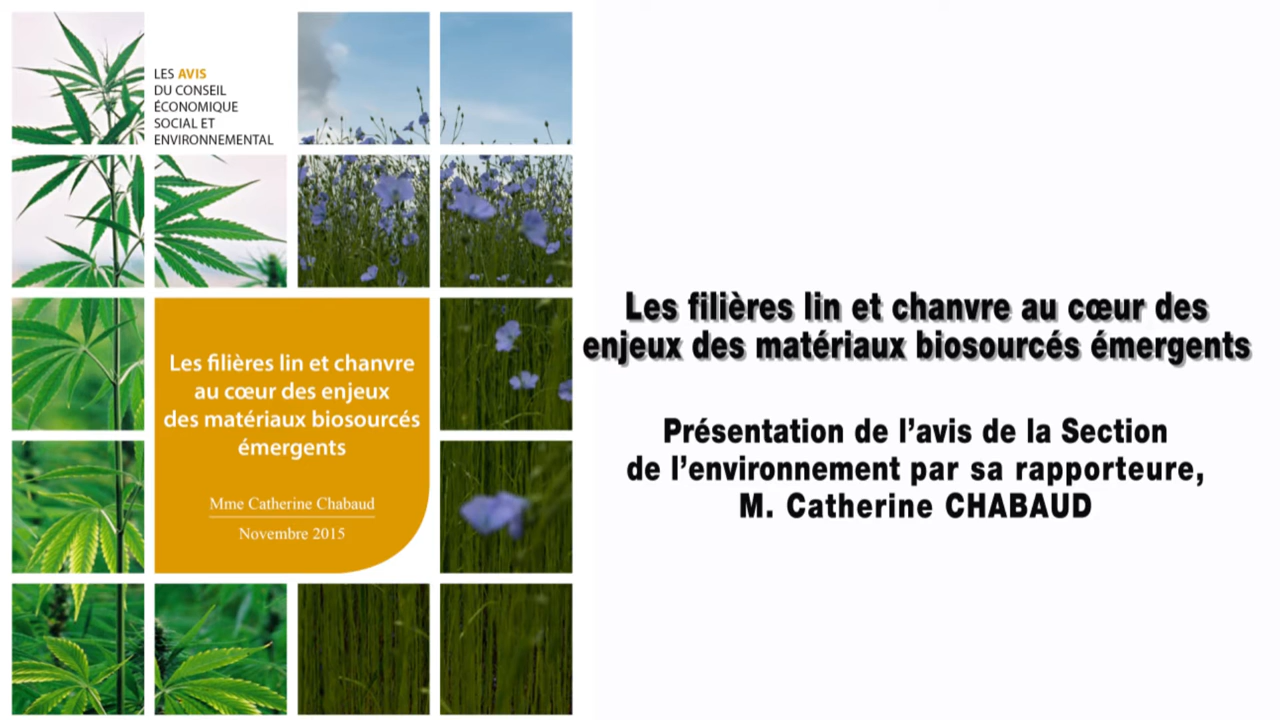 LES AVIS
DU CONSEIL
ÉCONOMIQUE
SOCIAL ET
ENVIRONNEMENTAL
Les filières lin et chanvre
au cœur des enjeux
des matériaux biosourcés
émergents
Mme Catherine Chabaud
Novembre 2015
Les filières lin et chanvre au cœur des
enjeux des matériaux biosourcés émergents
Présentation de l’avis de la Section
de l’environnement par sa rapporteure,
M. Catherine CHABAUD